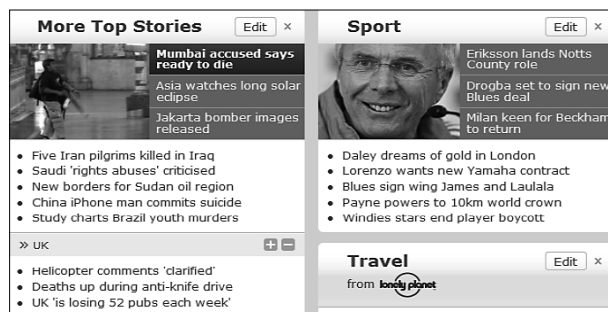 More Top Stories Edit ×
Mumbai accused says
ready to die
Asia watches long solar
eclipse
Jakarta bomber images
released
• Five Iran pilgrims killed in Iraq
• Saudi 'rights abuses' criticised
• New borders for Sudan oil region
• China iPhone man commits suicide
• Study charts Brazil youth murders
» UK + −
• Helicopter comments 'clarified'
• Deaths up during anti-knife drive
• UK 'is losing 52 pubs each week'
Sport Edit ×
Eriksson lands Notts
County role
Drogba set to sign new
Blues deal
Milan keen for Beckham
to return
• Daley dreams of gold in London
• Lorenzo wants new Yamaha contract
• Blues sign wing James and Laulala
• Payne powers to 10km world crown
• Windies stars end player boycott
Travel Edit ×
from lonely planet